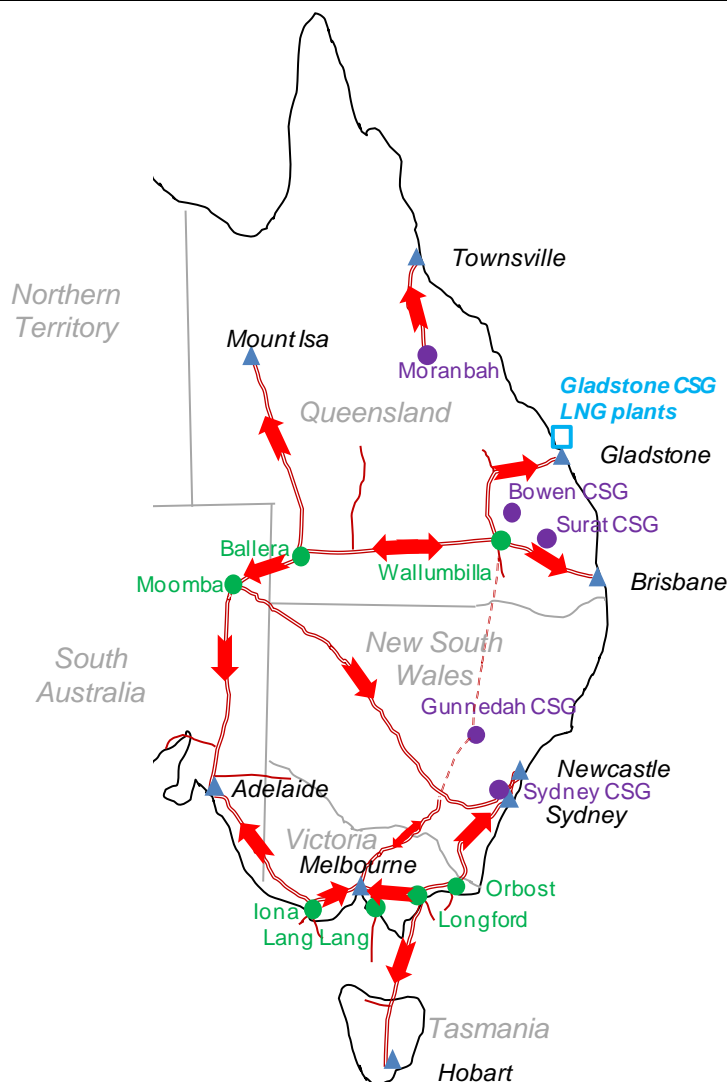 Townsville
Northern
Territory
Mount Isa
Moranbah
Gladstone CSG
LNG plants
Queensland
Gladstone
Bowen CSG
Surat CSG
Ballera
Wallumbilla
Moomba
Brisbane
New South
Wales
South
Australia
Gunnedah CSG
Newcastle
Adelaide
Sydney CSG
Sydney
Victoria
Melbourne
Orbost
Iona
Longford
Lang Lang
Tasmania
Hobart